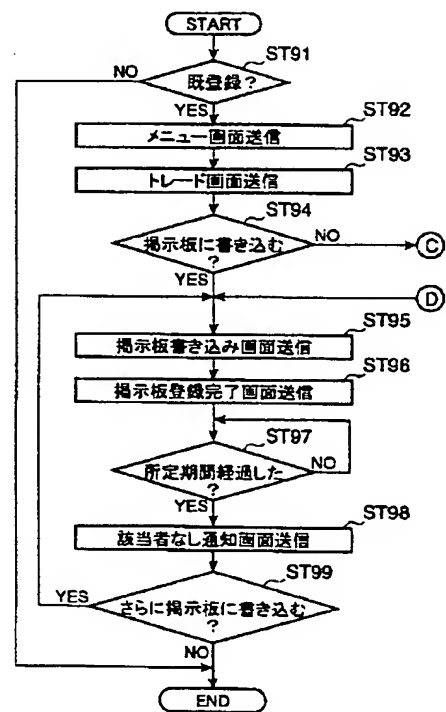 START
ST91
NO
既登録?
YES
ST92
メニュー画面送信
ST93
トレード画面送信
ST94
掲示板に書き込む
?
NO
C
YES
D
ST95
掲示板書き込み画面送信
ST96
掲示板登録完了画面送信
ST97
所定期間経過した
?
NO
YES
ST98
該当者なし通知画面送信
ST99
YES
さらに掲示板に書き込む
?
NO
END